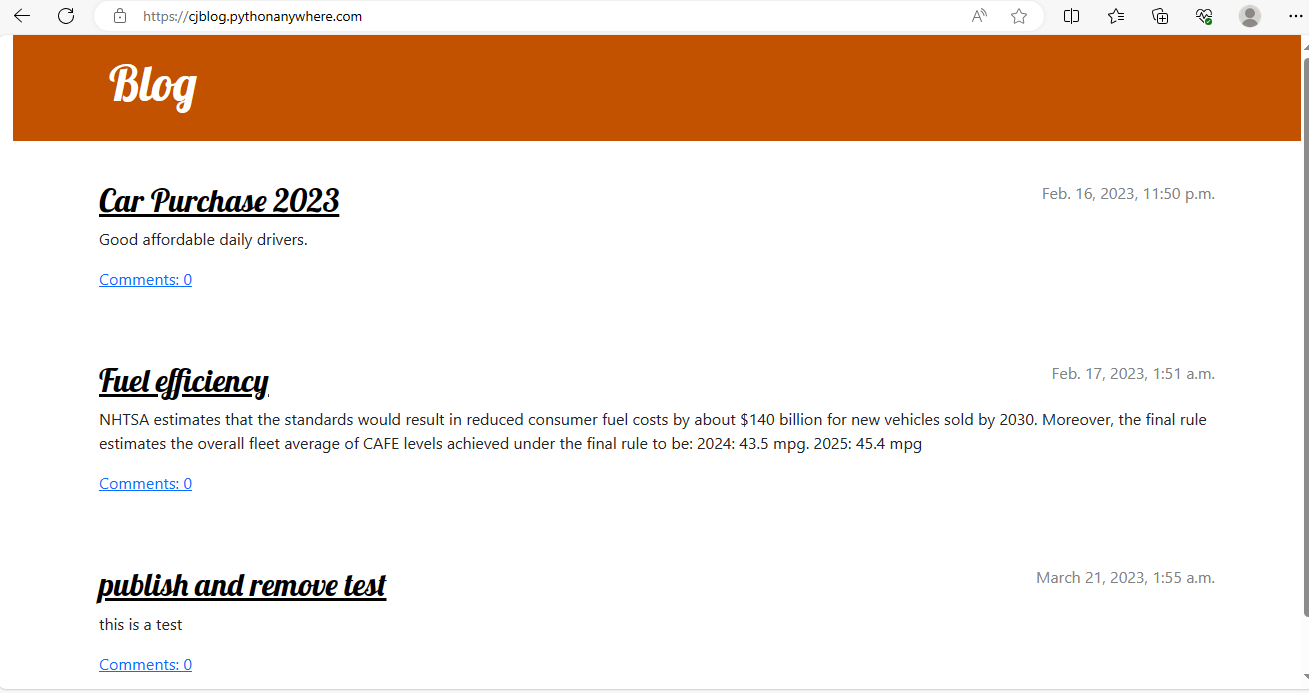 https://cjblog.pythonanywhere.com
Blog
Car Purchase 2023
Feb. 16, 2023, 11:50 p.m.
Good affordable daily drivers.
Comments: 0
Fuel efficiency
Feb. 17, 2023, 1:51 a.m.
NHTSA estimates that the standards would result in reduced consumer fuel costs by about $140 billion for new vehicles sold by 2030. Moreover, the final rule
estimates the overall fleet average of CAFE levels achieved under the final rule to be: 2024: 43.5 mpg. 2025: 45.4 mpg
Comments: 0
publish and remove test
March 21, 2023, 1:55 a.m.
this is a test
Comments: 0